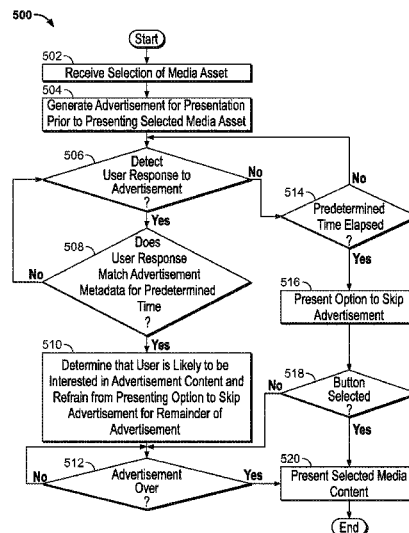 500
Start
502
Receive Selection of Media Asset
504
Generate Advertisement for Presentation
Prior to Presenting Selected Media Asset
506
Detect
User Response to
Advertisement
?
No
Yes
No
514
Predetermined
Time Elapsed
?
Yes
508
Does
User Response
Match Advertisement
Metadata for Predetermined
Time
?
No
Yes
516
Present Option to Skip
Advertisement
510
Determine that User is Likely to be
Interested in Advertisement Content and
Refrain from Presenting Option to Skip
Advertisement for Remainder of
Advertisement
518
Button
Selected
?
No
Yes
512
Advertisement
Over
?
No
Yes
520
Present Selected Media
Content
End